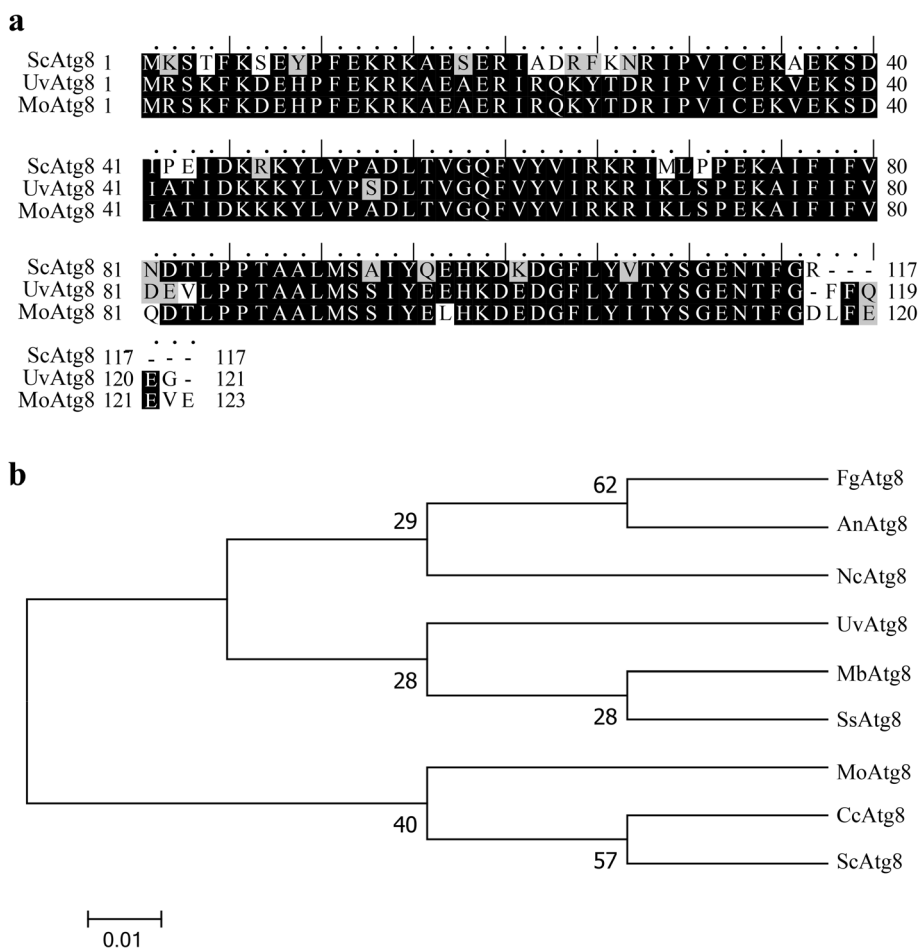 a
ScAtg8 1 MKSTFKSEYPFEKRKAESERIADRFKNRIPVICEKAEKSD 40
UvAtg8 1 MRSKFKDEHPFEKRKAEAERIRQKYTDRIPVICEKVEKSD 40
MoAtg8 1 MRSKFKDEHPFEKRKAEAERIRQKYTDRIPVICEKVEKSD 40
ScAtg8 41 IPEIDKRKYLVPADLTVGQFVYVIRKRIMLPPEKAIFIFV 80
UvAtg8 41 IATIDKKKYLVPSDLTVGQFVYVIRKRIKLSPEKAIFIFV 80
MoAtg8 41 IATIDKKKYLVPADLTVGQFVYVIRKRIKLSPEKAIFIFV 80
ScAtg8 81 NDTLPPTAALMSAIYQEHKDKDGFLYVTYSGENTFGR--- 117
UvAtg8 81 DEVLPPTAALMSSIYEEHKDEDGFLYITYSGENTFG-FFQ 119
MoAtg8 81 QDTLPPTAALMSSIYELHKDEDGFLYITYSGENTFGDLFE 120
ScAtg8 117 --- 117
UvAtg8 120 EG- 121
MoAtg8 121 EVE 123
b
62
FgAtg8
29
AnAtg8
NcAtg8
UvAtg8
28
MbAtg8
28
SsAtg8
MoAtg8
40
CcAtg8
57
ScAtg8
0.01